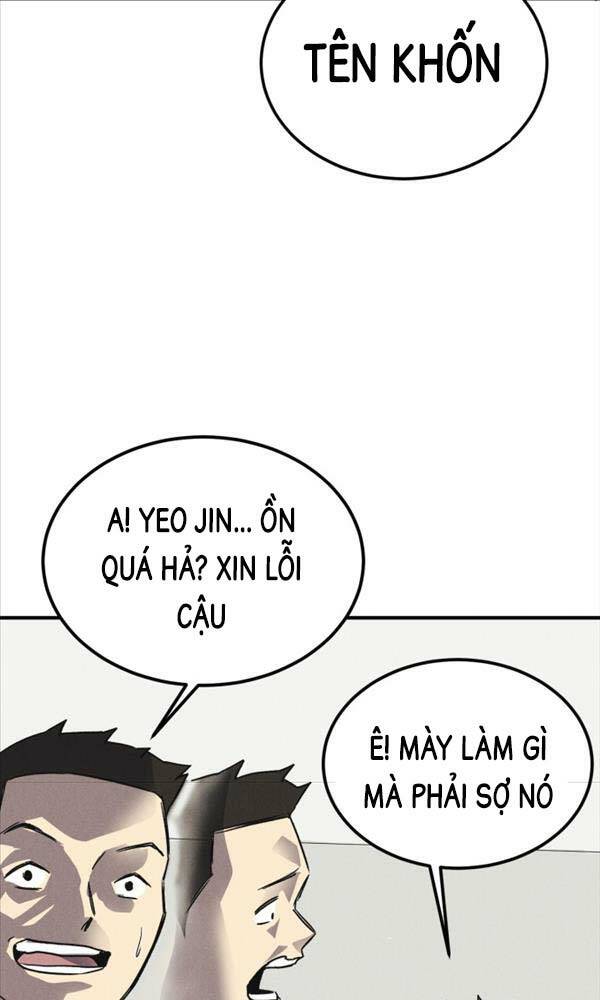 TÊN KHỐN
A! YEO JIN... ỒN
QUÁ HẢ? XIN LỖI
CẬU
Ê! MÀY LÀM GÌ
MÀ PHẢI SỢ NÓ